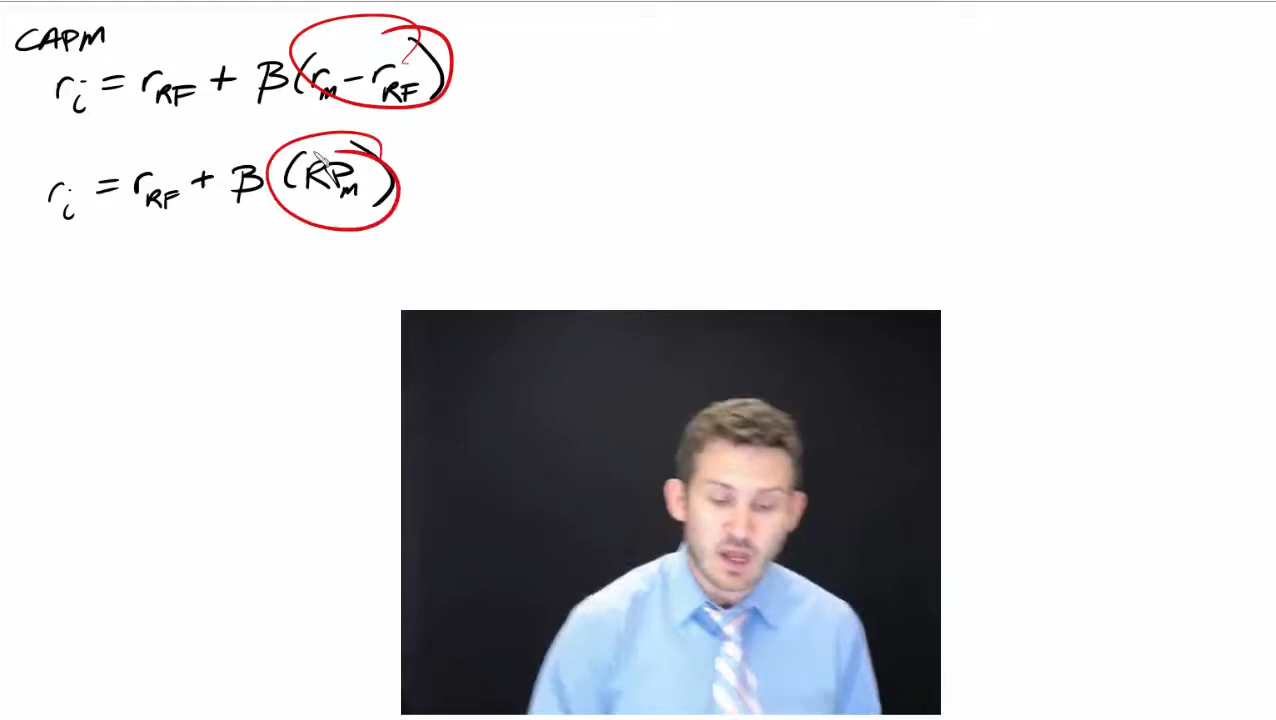 CAPM
r_i = r_RF + β(r_m − r_RF)
r_i = r_RF + β(RP_m)